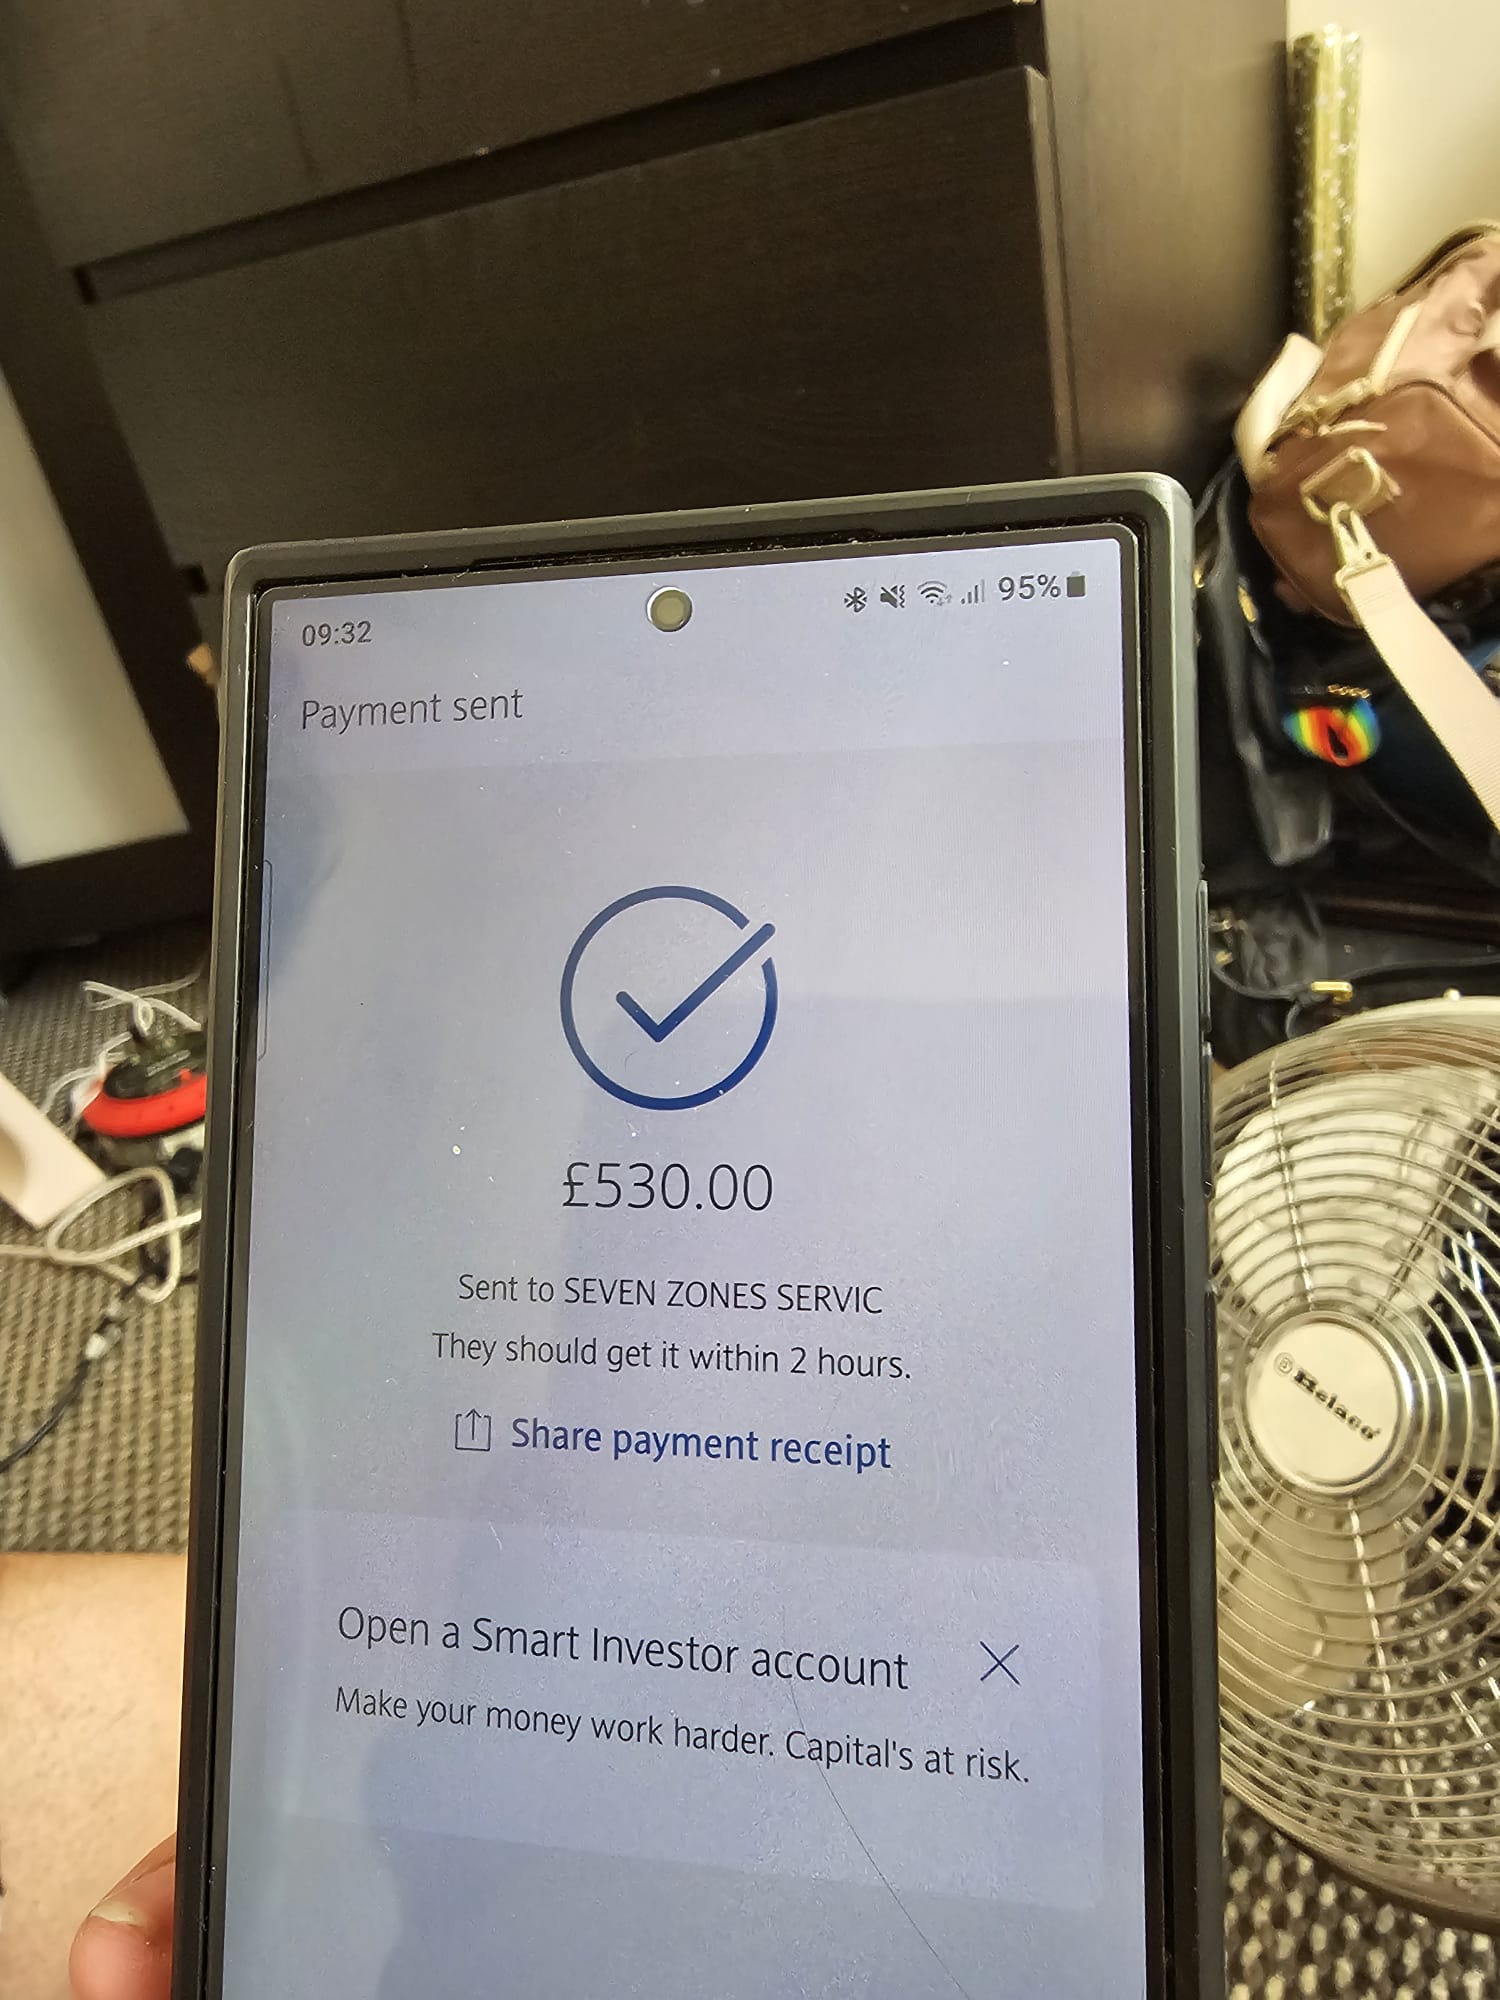 09:32
95%
Payment sent
£530.00
Sent to SEVEN ZONES SERVIC
They should get it within 2 hours.
Share payment receipt
Open a Smart Investor account
Make your money work harder. Capital's at risk.